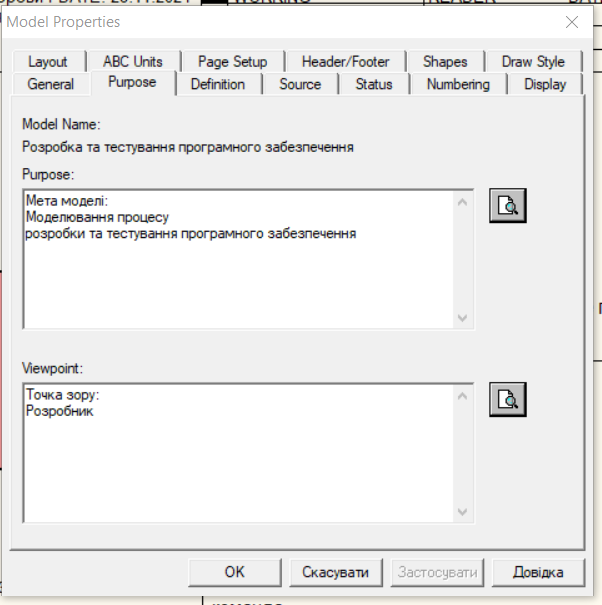 Model Properties
Layout ABC Units Page Setup Header/Footer Shapes Draw Style
General Purpose Definition Source Status Numbering Display
Model Name:
Розробка та тестування програмного забезпечення
Purpose:
Мета моделі:
Моделювання процесу
розробки та тестування програмного забезпечення
Viewpoint:
Точка зору:
Розробник
OK Скасувати Застосувати Довідка